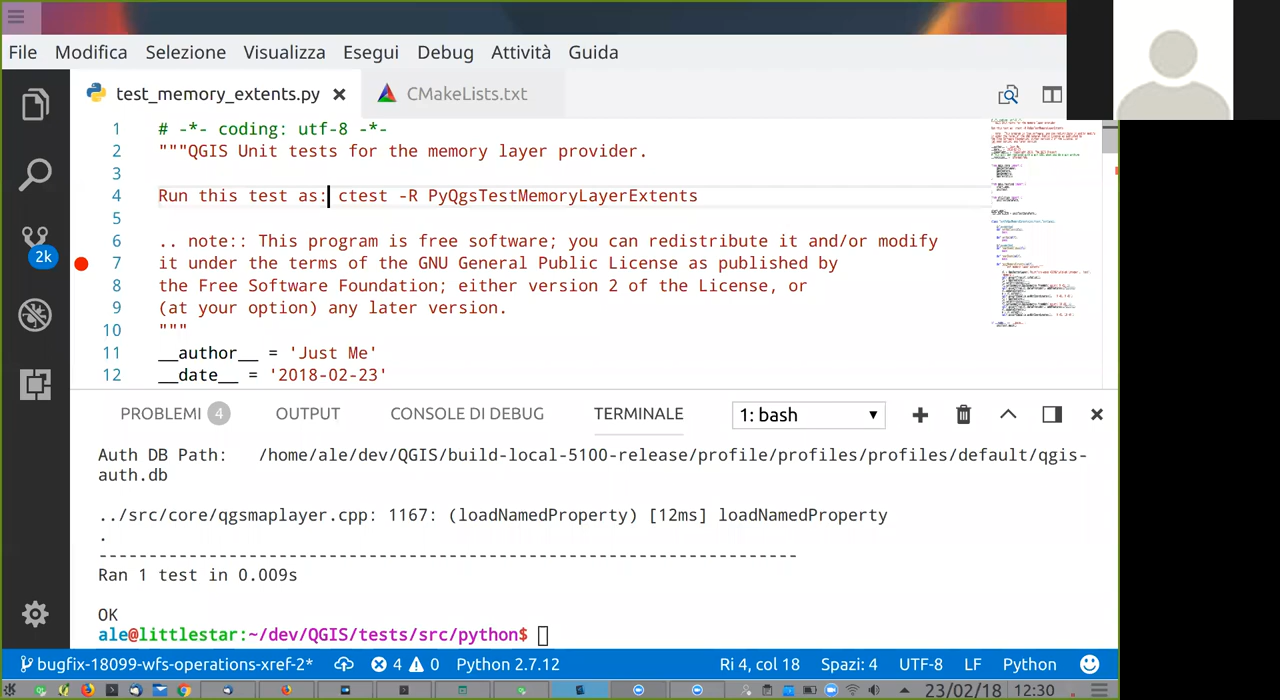 File Modifica Selezione Visualizza Esegui Debug Attività Guida
test_memory_extents.py CMakeLists.txt
1 # -*- coding: utf-8 -*-
2 """QGIS Unit tests for the memory layer provider.
3
4 Run this test as: ctest -R PyQgsTestMemoryLayerExtents
5
6 .. note:: This program is free software; you can redistribute it and/or modify
7 it under the terms of the GNU General Public License as published by
8 the Free Software Foundation; either version 2 of the License, or
9 (at your option) any later version.
10 """
11 __author__ = 'Just Me'
12 __date__ = '2018-02-23'
2k
PROBLEMI 4 OUTPUT CONSOLE DI DEBUG TERMINALE 1: bash
Auth DB Path: /home/ale/dev/QGIS/build-local-5100-release/profile/profiles/profiles/default/qgis-
auth.db
../src/core/qgsmaplayer.cpp: 1167: (loadNamedProperty) [12ms] loadNamedProperty
.
----------------------------------------------------------------------
Ran 1 test in 0.009s
OK
ale@littlestar:~/dev/QGIS/tests/src/python$
bugfix-18099-wfs-operations-xref-2* 4 0 Python 2.7.12 Ri 4, col 18 Spazi: 4 UTF-8 LF Python
23/02/18 12:30